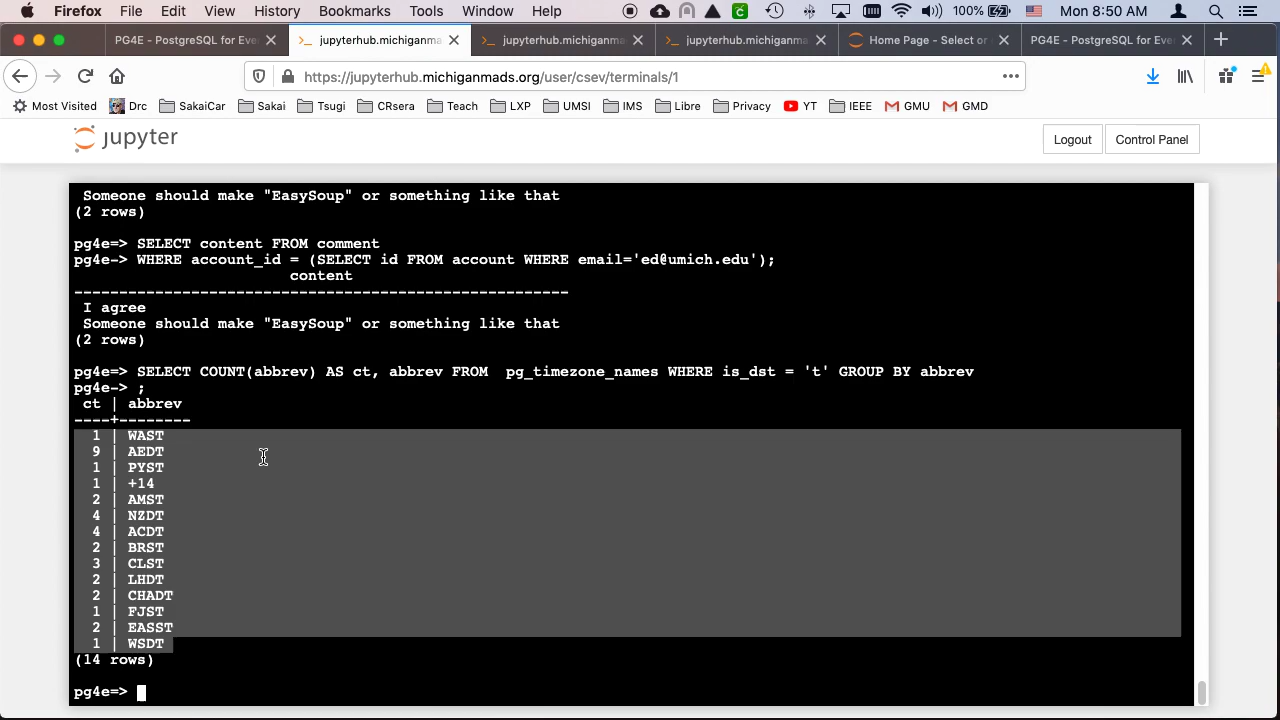 Firefox File Edit View History Bookmarks Tools Window Help 100% Mon 8:50 AM
PG4E - PostgreSQL for Eve jupyterhub.michiganma jupyterhub.michiganma jupyterhub.michiganma Home Page - Select or c PG4E - PostgreSQL for Eve
https://jupyterhub.michiganmads.org/user/csev/terminals/1
Most Visited Drc SakaiCar Sakai Tsugi CRsera Teach LXP UMSI IMS Libre Privacy YT IEEE GMU GMD
jupyter Logout Control Panel
Someone should make "EasySoup" or something like that
(2 rows)
pg4e=> SELECT content FROM comment
pg4e-> WHERE account_id = (SELECT id FROM account WHERE email='ed@umich.edu');
content
-------------------------------------------------------
I agree
Someone should make "EasySoup" or something like that
(2 rows)
pg4e=> SELECT COUNT(abbrev) AS ct, abbrev FROM  pg_timezone_names WHERE is_dst = 't' GROUP BY abbrev
pg4e-> ;
ct | abbrev
----+--------
1 | WAST
9 | AEDT
1 | PYST
1 | +14
2 | AMST
4 | NZDT
4 | ACDT
2 | BRST
3 | CLST
2 | LHDT
2 | CHADT
1 | FJST
2 | EASST
1 | WSDT
(14 rows)
pg4e=>